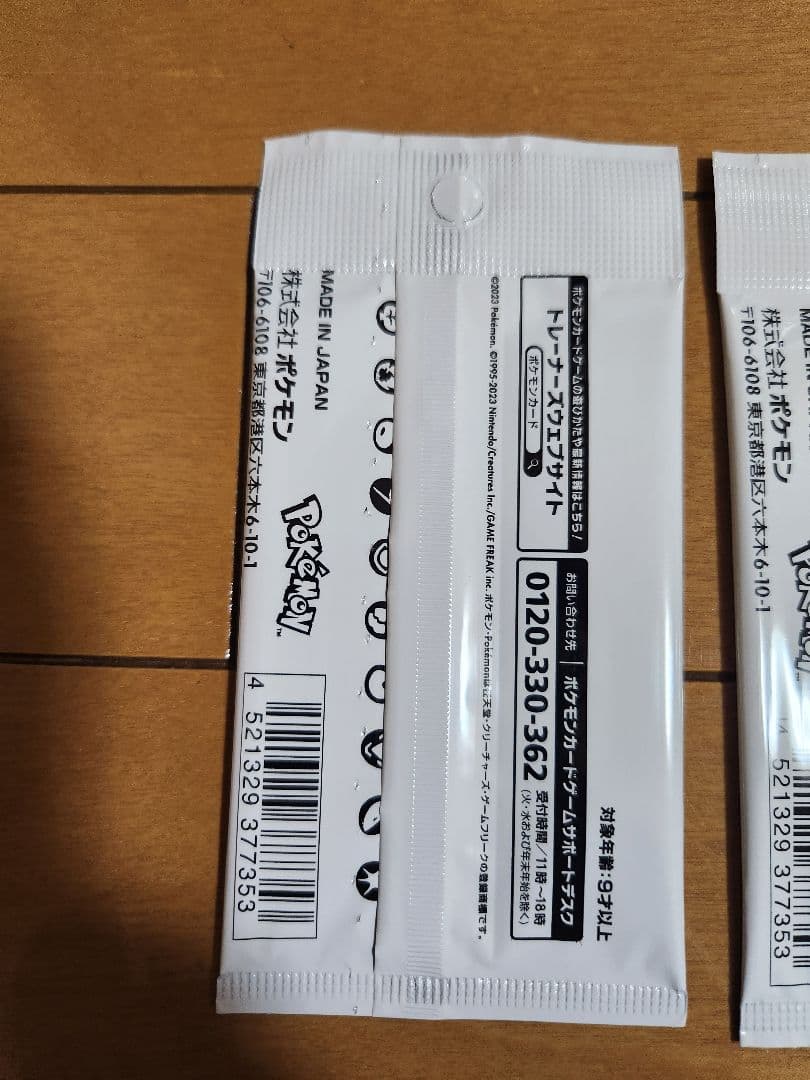 対象年齢:9才以上
ポケモンカードゲームの遊びかたや最新情報はこちら!
トレーナーズウェブサイト
ポケモンカード
お問い合わせ先
ポケモンカードゲームサポートデスク
0120-330-362
受付時間/11時~18時
(火・水および年末年始を除く)
©2023 Pokémon. ©1995-2023 Nintendo/Creatures Inc./GAME FREAK inc. ポケモン・Pokémonは任天堂・クリーチャーズ・ゲームフリークの登録商標です。
MADE IN JAPAN
株式会社ポケモン
〒106-6108 東京都港区六本木6-10-1
Pokémon™
4 521329 377353
株式会社ポケモン
〒106-6108 東京都港区六本木6-10-1
4 521329 377353